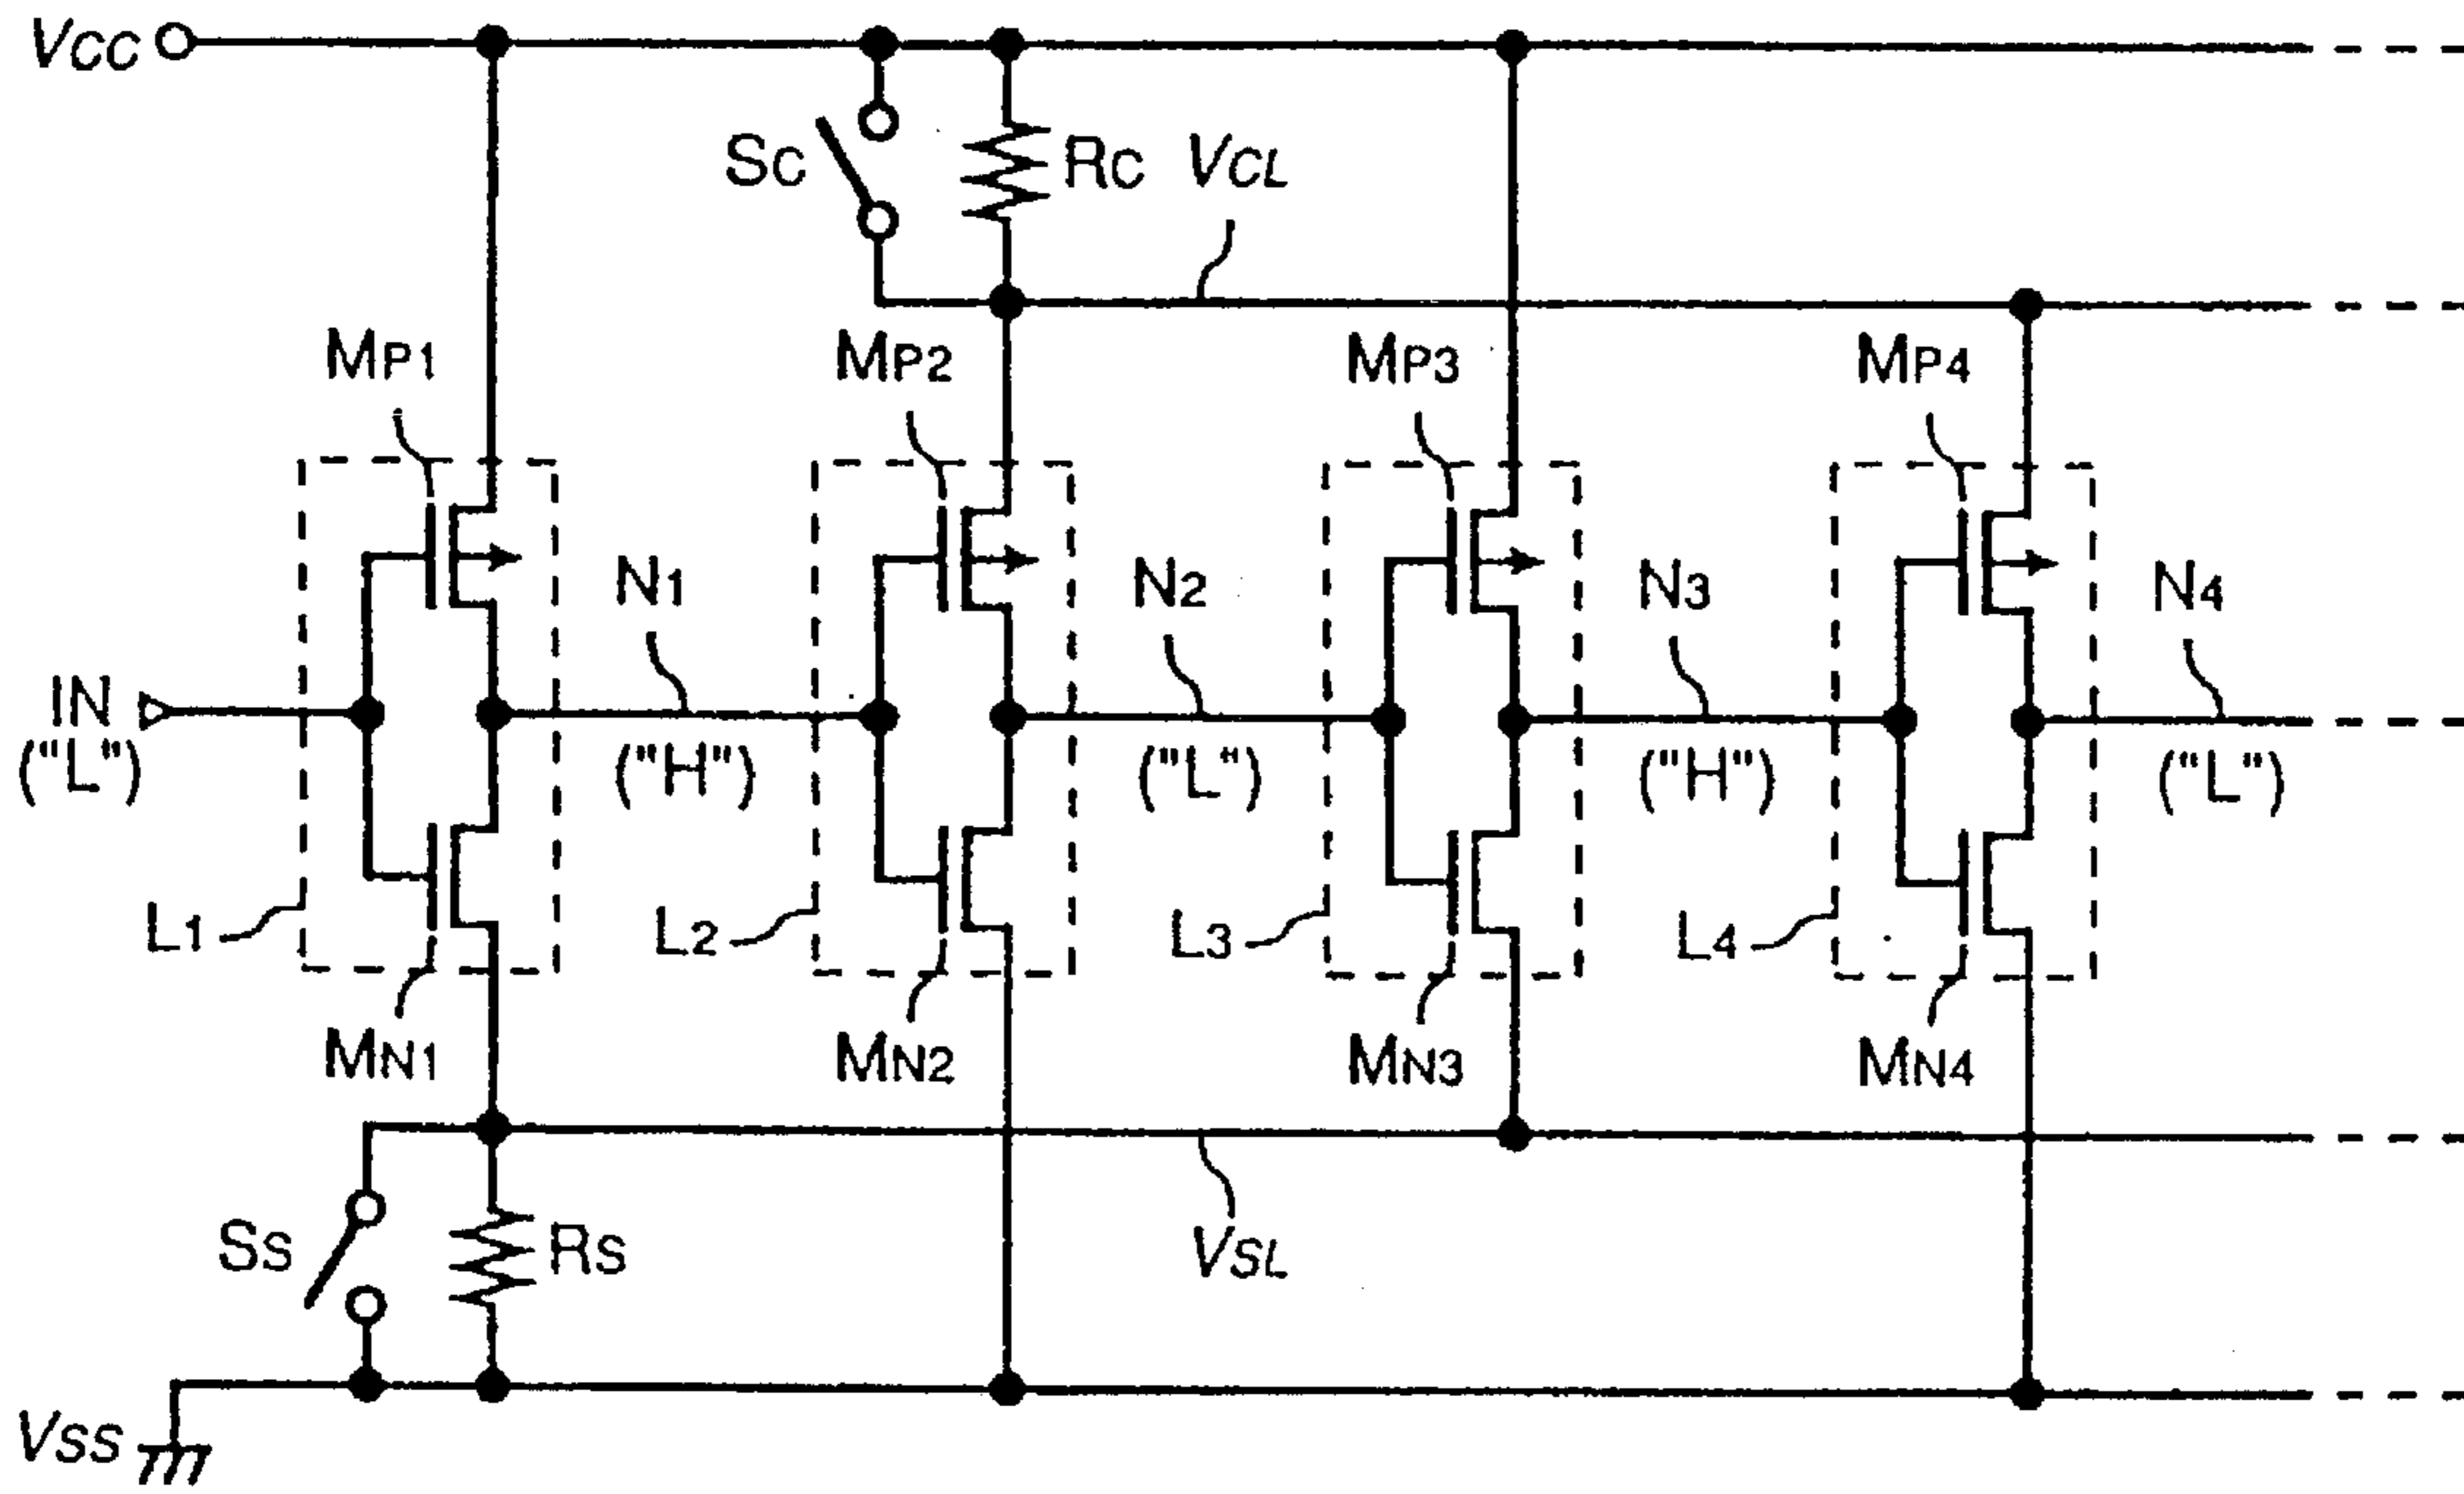 VCC
SC RC VCL
MP1 MP2 MP3 MP4
N1 N2 N3 N4
IN
("L") ("H") ("L") ("H") ("L")
L1 L2 L3 L4
MN1 MN2 MN3 MN4
SS RS VSL
VSS